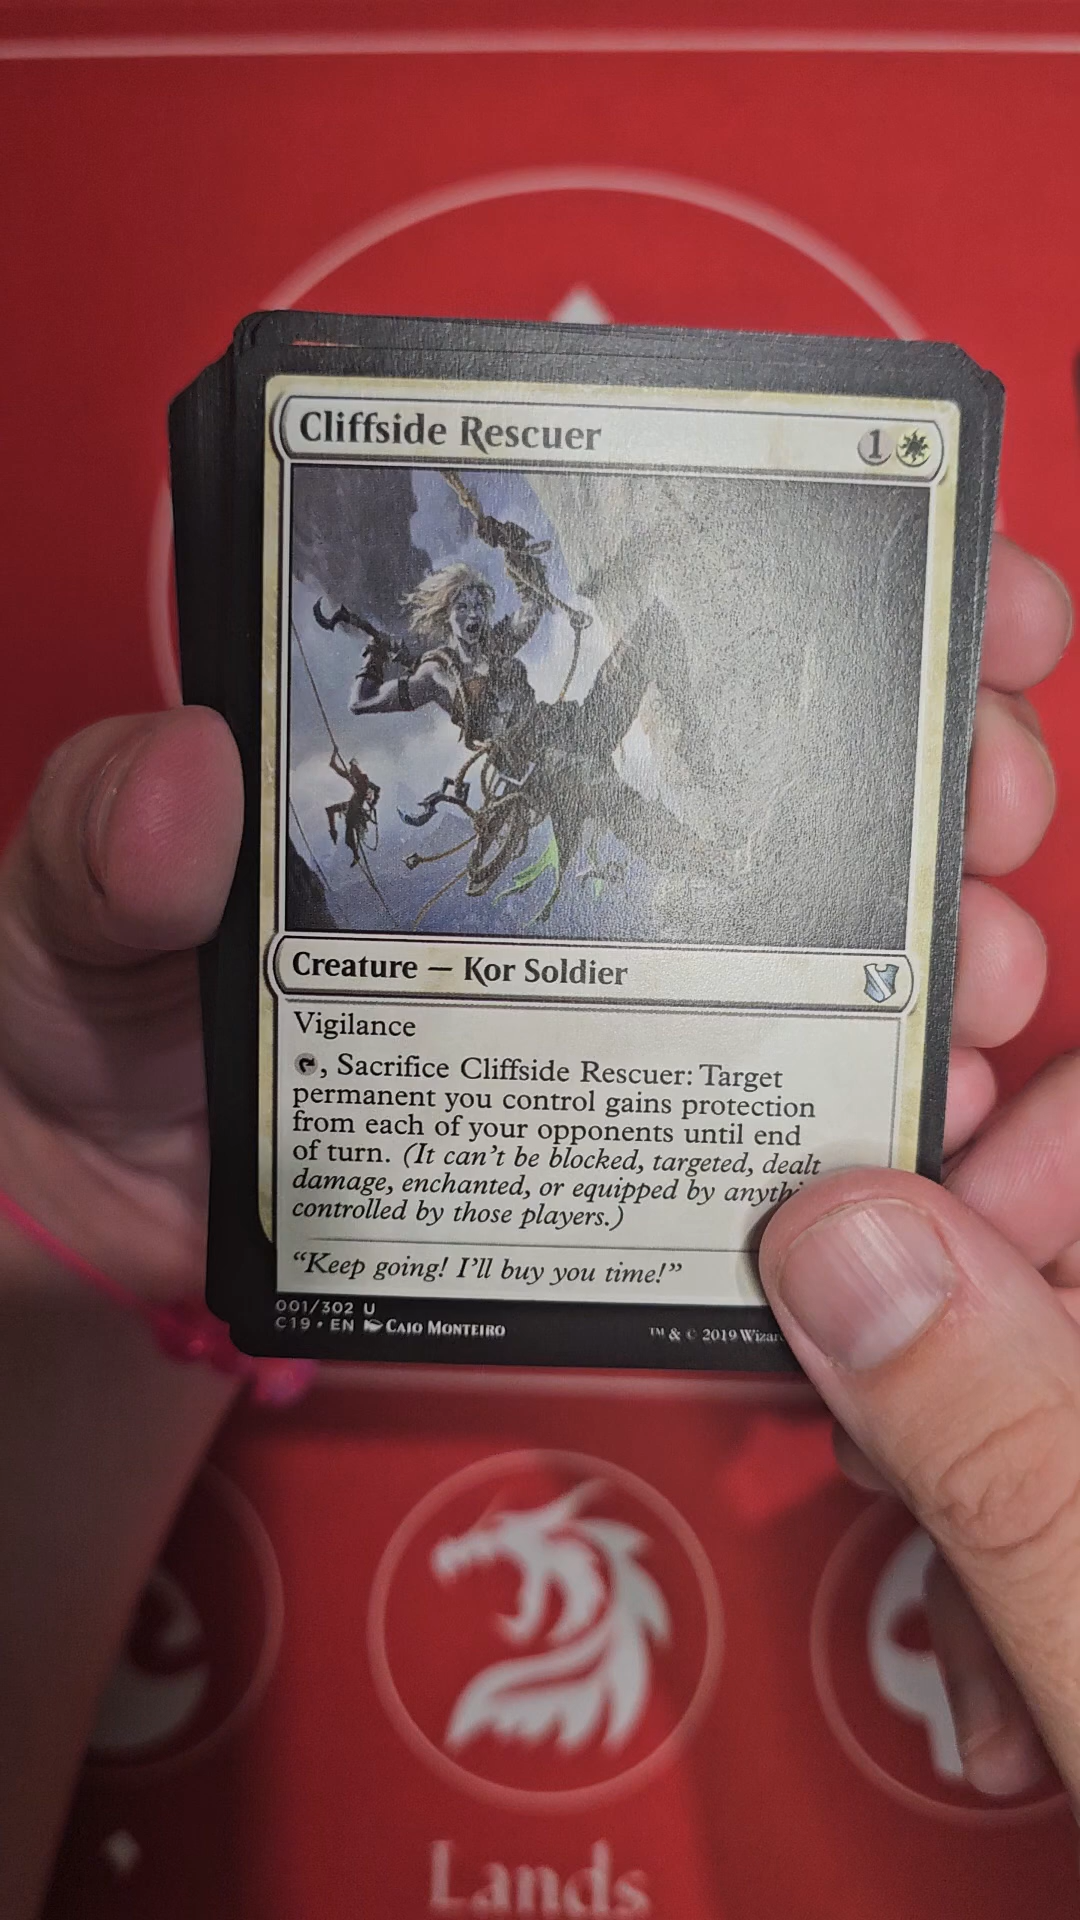 Cliffside Rescuer
1
Creature — Kor Soldier
Vigilance
, Sacrifice Cliffside Rescuer: Target
permanent you control gains protection
from each of your opponents until end
of turn. (It can't be blocked, targeted, dealt
damage, enchanted, or equipped by
controlled by those players.)
“Keep going! I'll buy you time!”
001/302 U
C19 • EN Caio Monteiro
™ & © 2019
Lands